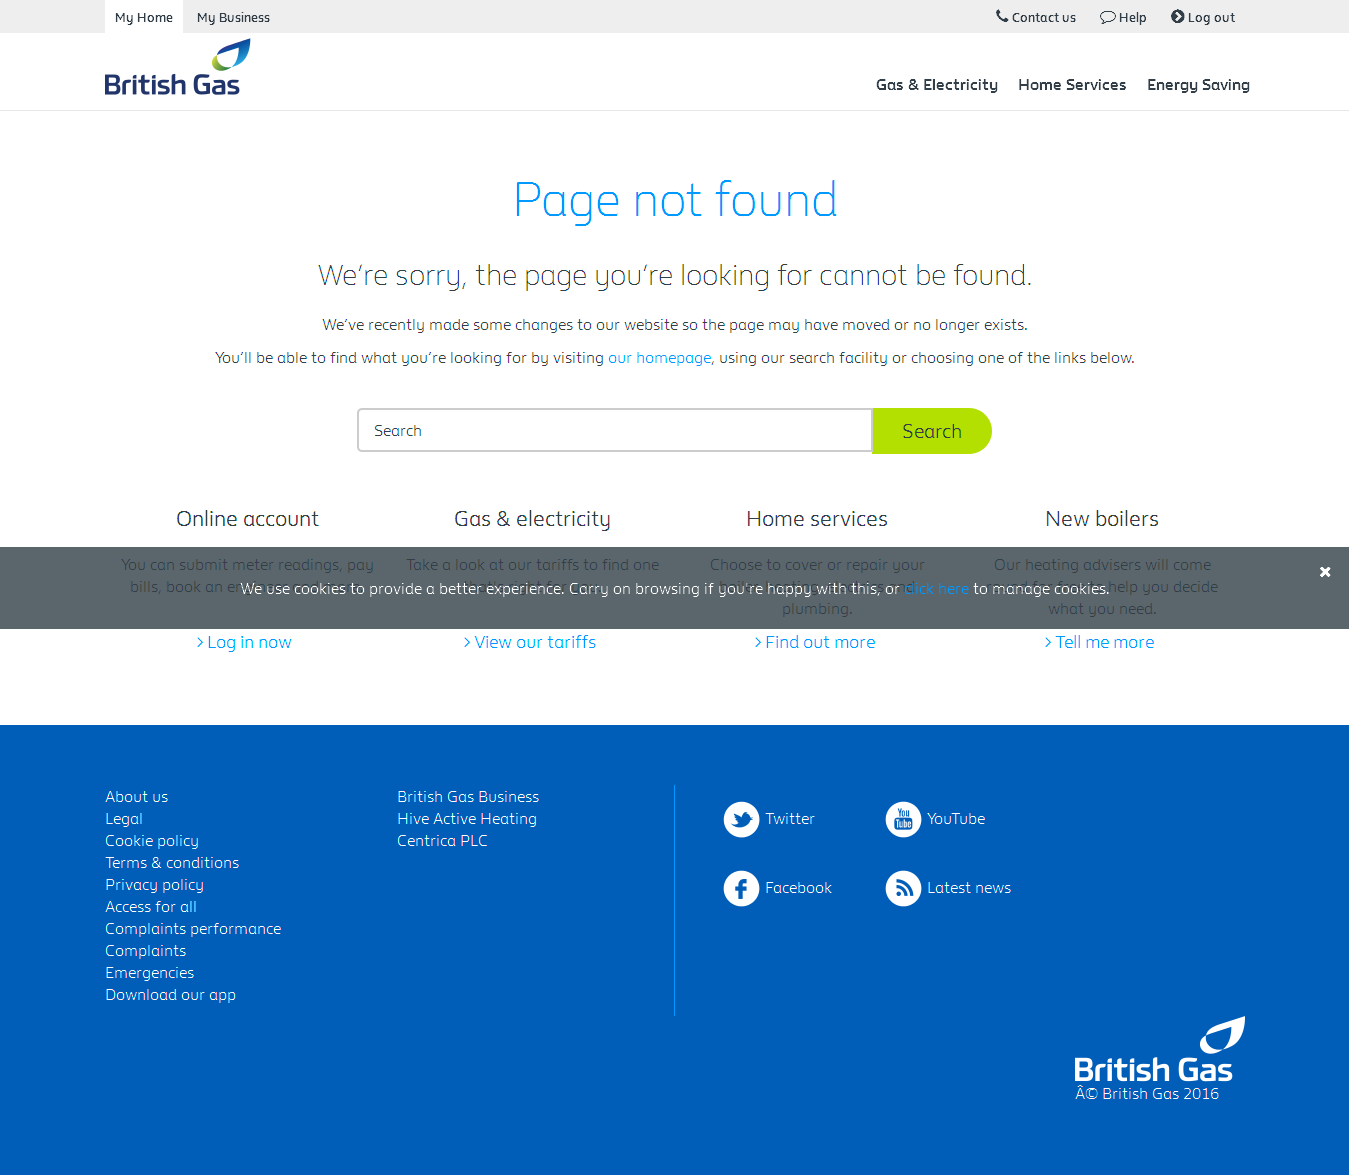 My Home My Business Contact us Help Log out
British Gas
Gas & Electricity Home Services Energy Saving
Page not found
We're sorry, the page you're looking for cannot be found.
We've recently made some changes to our website so the page may have moved or no longer exists.
You'll be able to find what you're looking for by visiting our homepage, using our search facility or choosing one of the links below.
Search Search
Online account Gas & electricity Home services New boilers
You can submit meter readings, pay Take a look at our tariffs to find one Choose to cover or repair your Our heating advisers will come
bills, book an help you decide
We use cookies to provide a better experience. Carry on browsing if you're happy with this, or click here to manage cookies.
plumbing. what you need.
Log in now View our tariffs Find out more Tell me more
About us British Gas Business
Legal Hive Active Heating Twitter YouTube
Cookie policy Centrica PLC
Terms & conditions
Privacy policy Facebook Latest news
Access for all
Complaints performance
Complaints
Emergencies
Download our app
British Gas
Â© British Gas 2016